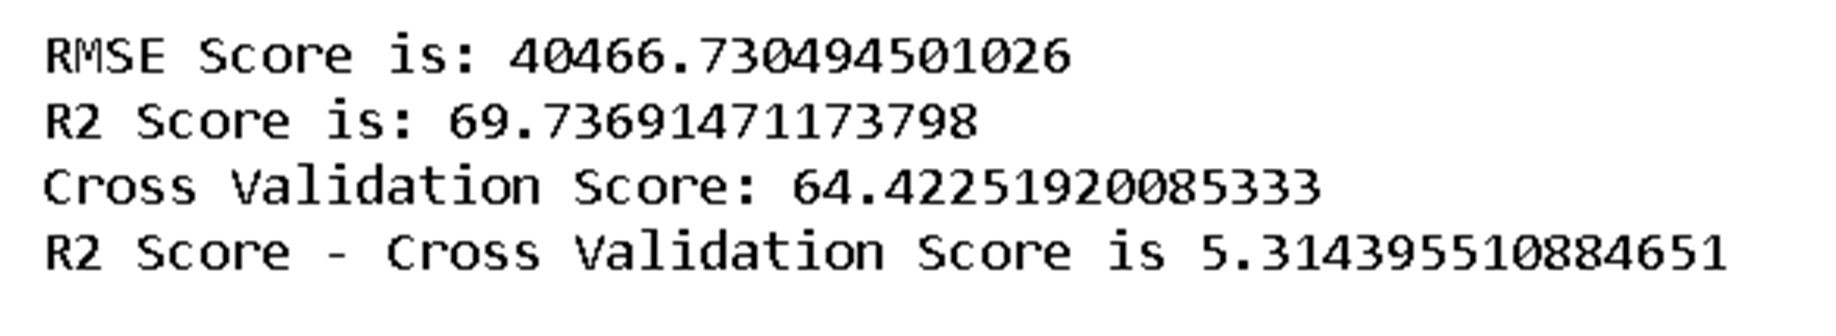 RMSE Score is: 40466.730494501026
R2 Score is: 69.73691471173798
Cross Validation Score: 64.42251920085333
R2 Score - Cross Validation Score is 5.314395510884651